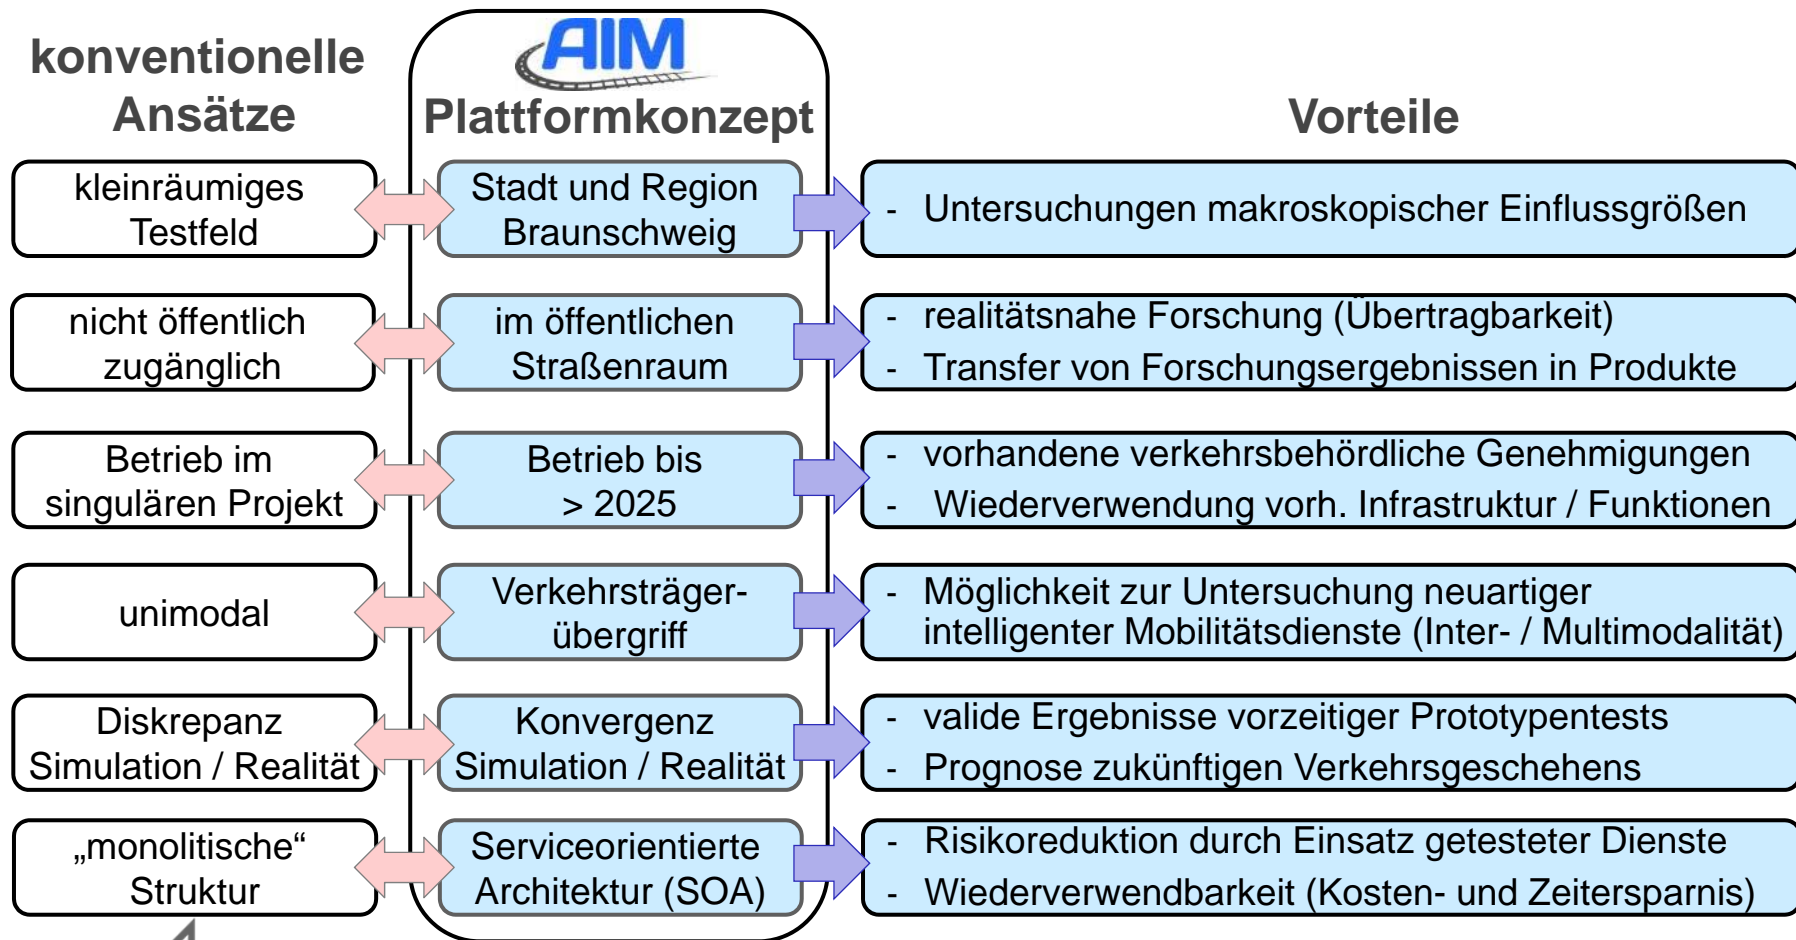 konventionelle
Ansätze
AIM
Plattformkonzept
Vorteile
kleinräumiges
Testfeld
Stadt und Region
Braunschweig
- Untersuchungen makroskopischer Einflussgrößen
nicht öffentlich
zugänglich
im öffentlichen
Straßenraum
- realitätsnahe Forschung (Übertragbarkeit)
- Transfer von Forschungsergebnissen in Produkte
Betrieb im
singulären Projekt
Betrieb bis
> 2025
- vorhandene verkehrsbehördliche Genehmigungen
- Wiederverwendung vorh. Infrastruktur / Funktionen
unimodal
Verkehrsträger-
übergriff
- Möglichkeit zur Untersuchung neuartiger
intelligenter Mobilitätsdienste (Inter- / Multimodalität)
Diskrepanz
Simulation / Realität
Konvergenz
Simulation / Realität
- valide Ergebnisse vorzeitiger Prototypentests
- Prognose zukünftigen Verkehrsgeschehens
„monolitische“
Struktur
Serviceorientierte
Architektur (SOA)
- Risikoreduktion durch Einsatz getesteter Dienste
- Wiederverwendbarkeit (Kosten- und Zeitersparnis)